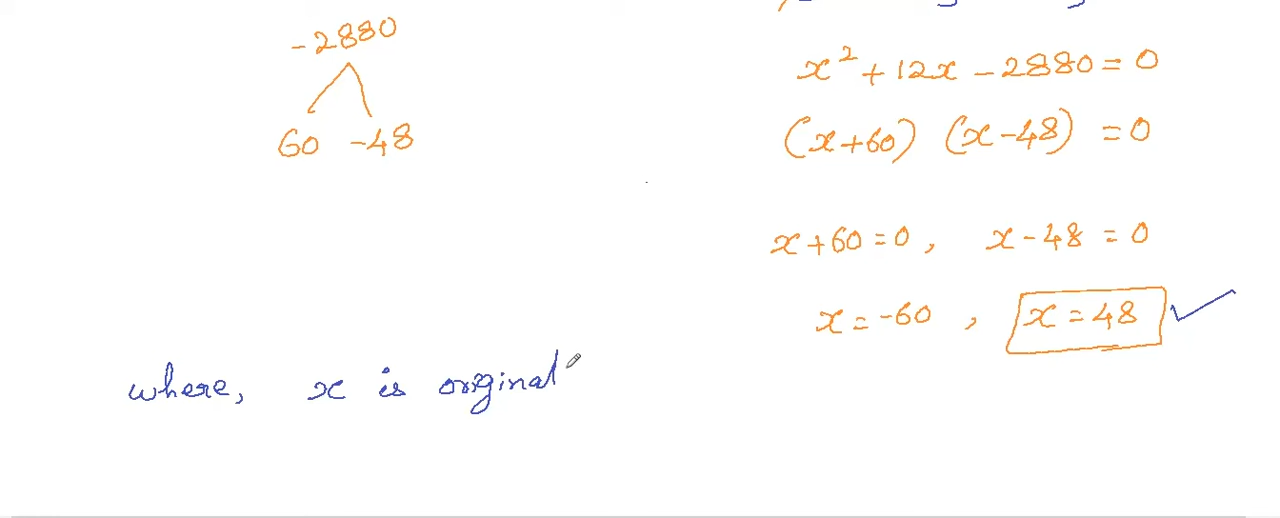 -2880
60 -48
x² + 12x - 2880 = 0
(x+60) (x-48) = 0
x+60=0, x-48=0
x=-60, x=48
where, x is original